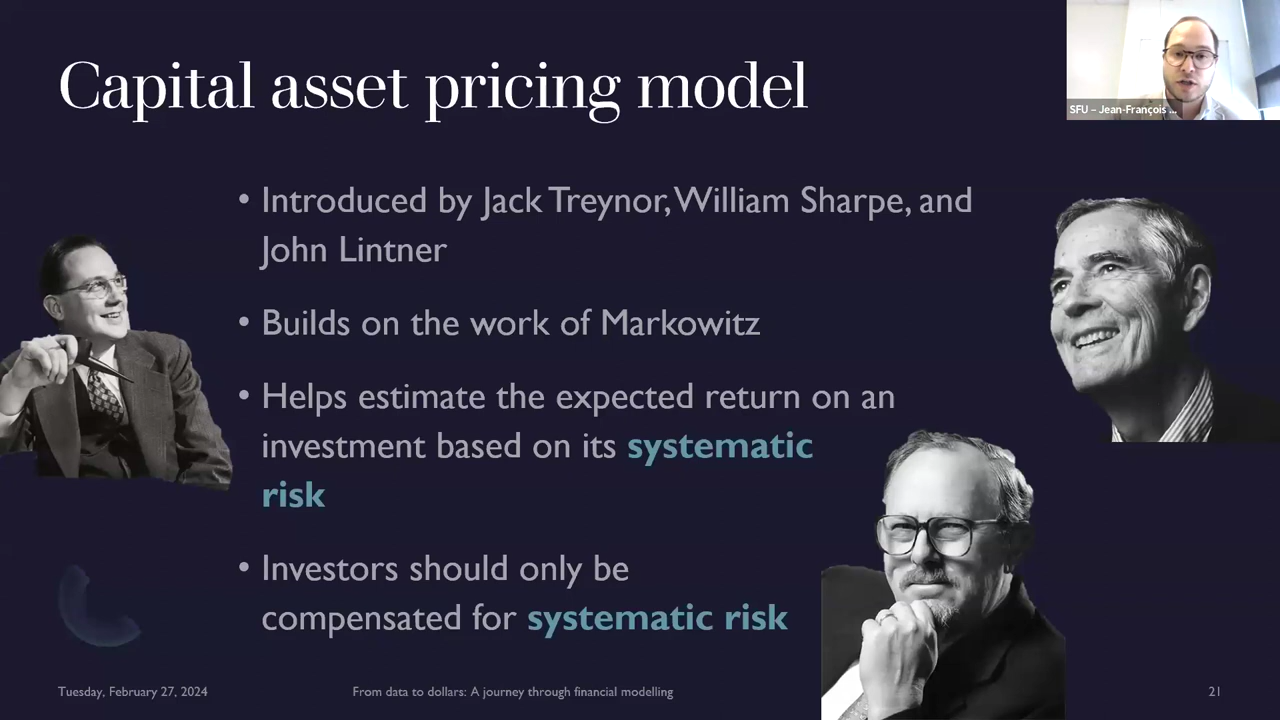 Capital asset pricing model
SFU – Jean-François ...
• Introduced by Jack Treynor, William Sharpe, and
John Lintner
• Builds on the work of Markowitz
• Helps estimate the expected return on an
investment based on its systematic
risk
• Investors should only be
compensated for systematic risk
Tuesday, February 27, 2024
From data to dollars: A journey through financial modelling
21